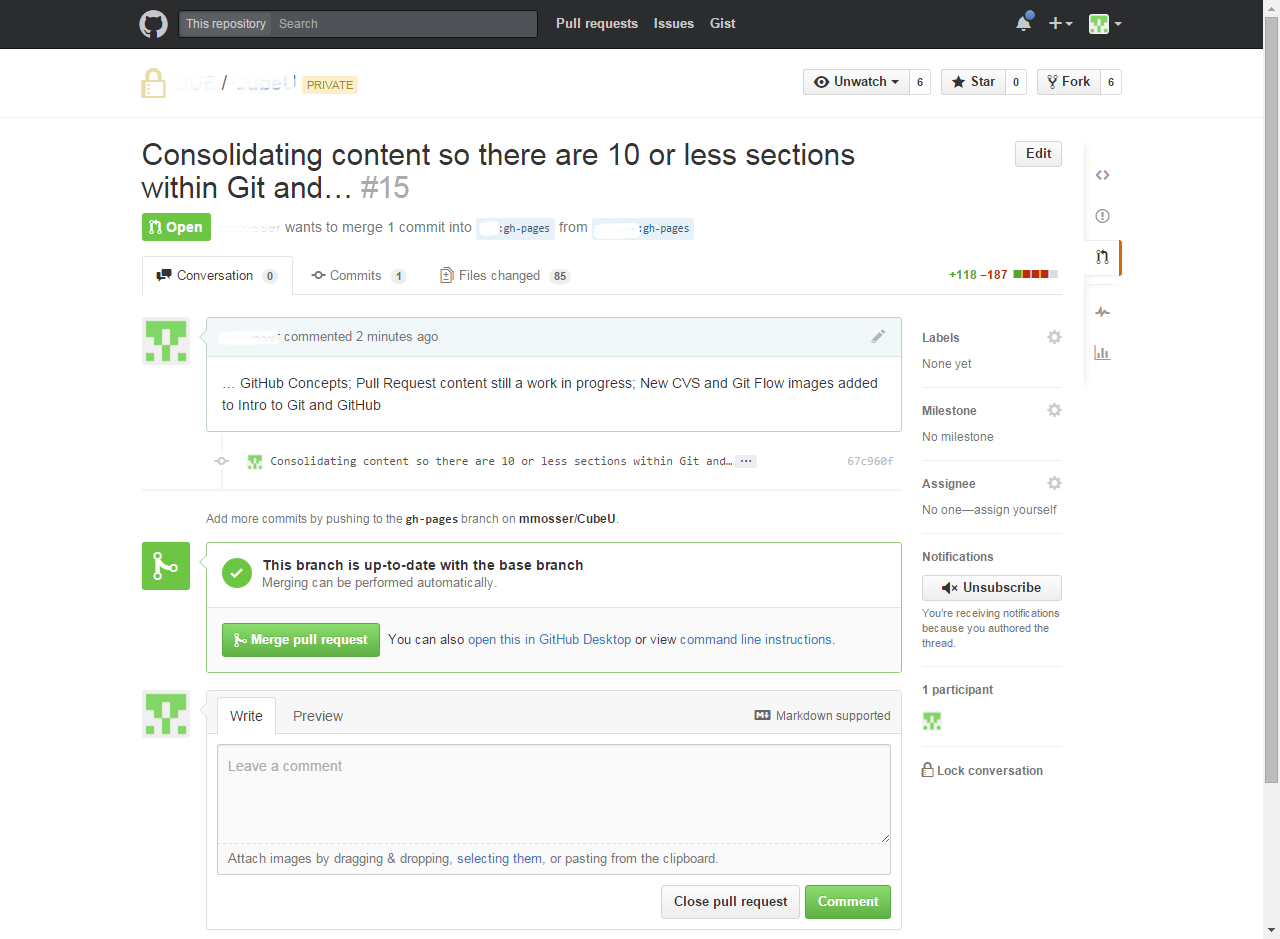 This repository Search Pull requests Issues Gist
/ PRIVATE Unwatch 6 Star 0 Fork 6
Consolidating content so there are 10 or less sections
within Git and… #15
Edit
Open wants to merge 1 commit into :gh-pages from :gh-pages
Conversation 0 Commits 1 Files changed 85 +118 −187
commented 2 minutes ago
… GitHub Concepts; Pull Request content still a work in progress; New CVS and Git Flow images added
to Intro to Git and GitHub
Consolidating content so there are 10 or less sections within Git and… ... 67c960f
Add more commits by pushing to the gh-pages branch on mmosser/CubeU.
This branch is up-to-date with the base branch
Merging can be performed automatically.
Merge pull request You can also open this in GitHub Desktop or view command line instructions.
Write Preview Markdown supported
Leave a comment
Attach images by dragging & dropping, selecting them, or pasting from the clipboard.
Close pull request Comment
Labels
None yet
Milestone
No milestone
Assignee
No one—assign yourself
Notifications
Unsubscribe
You're receiving notifications
because you authored the
thread.
1 participant
Lock conversation